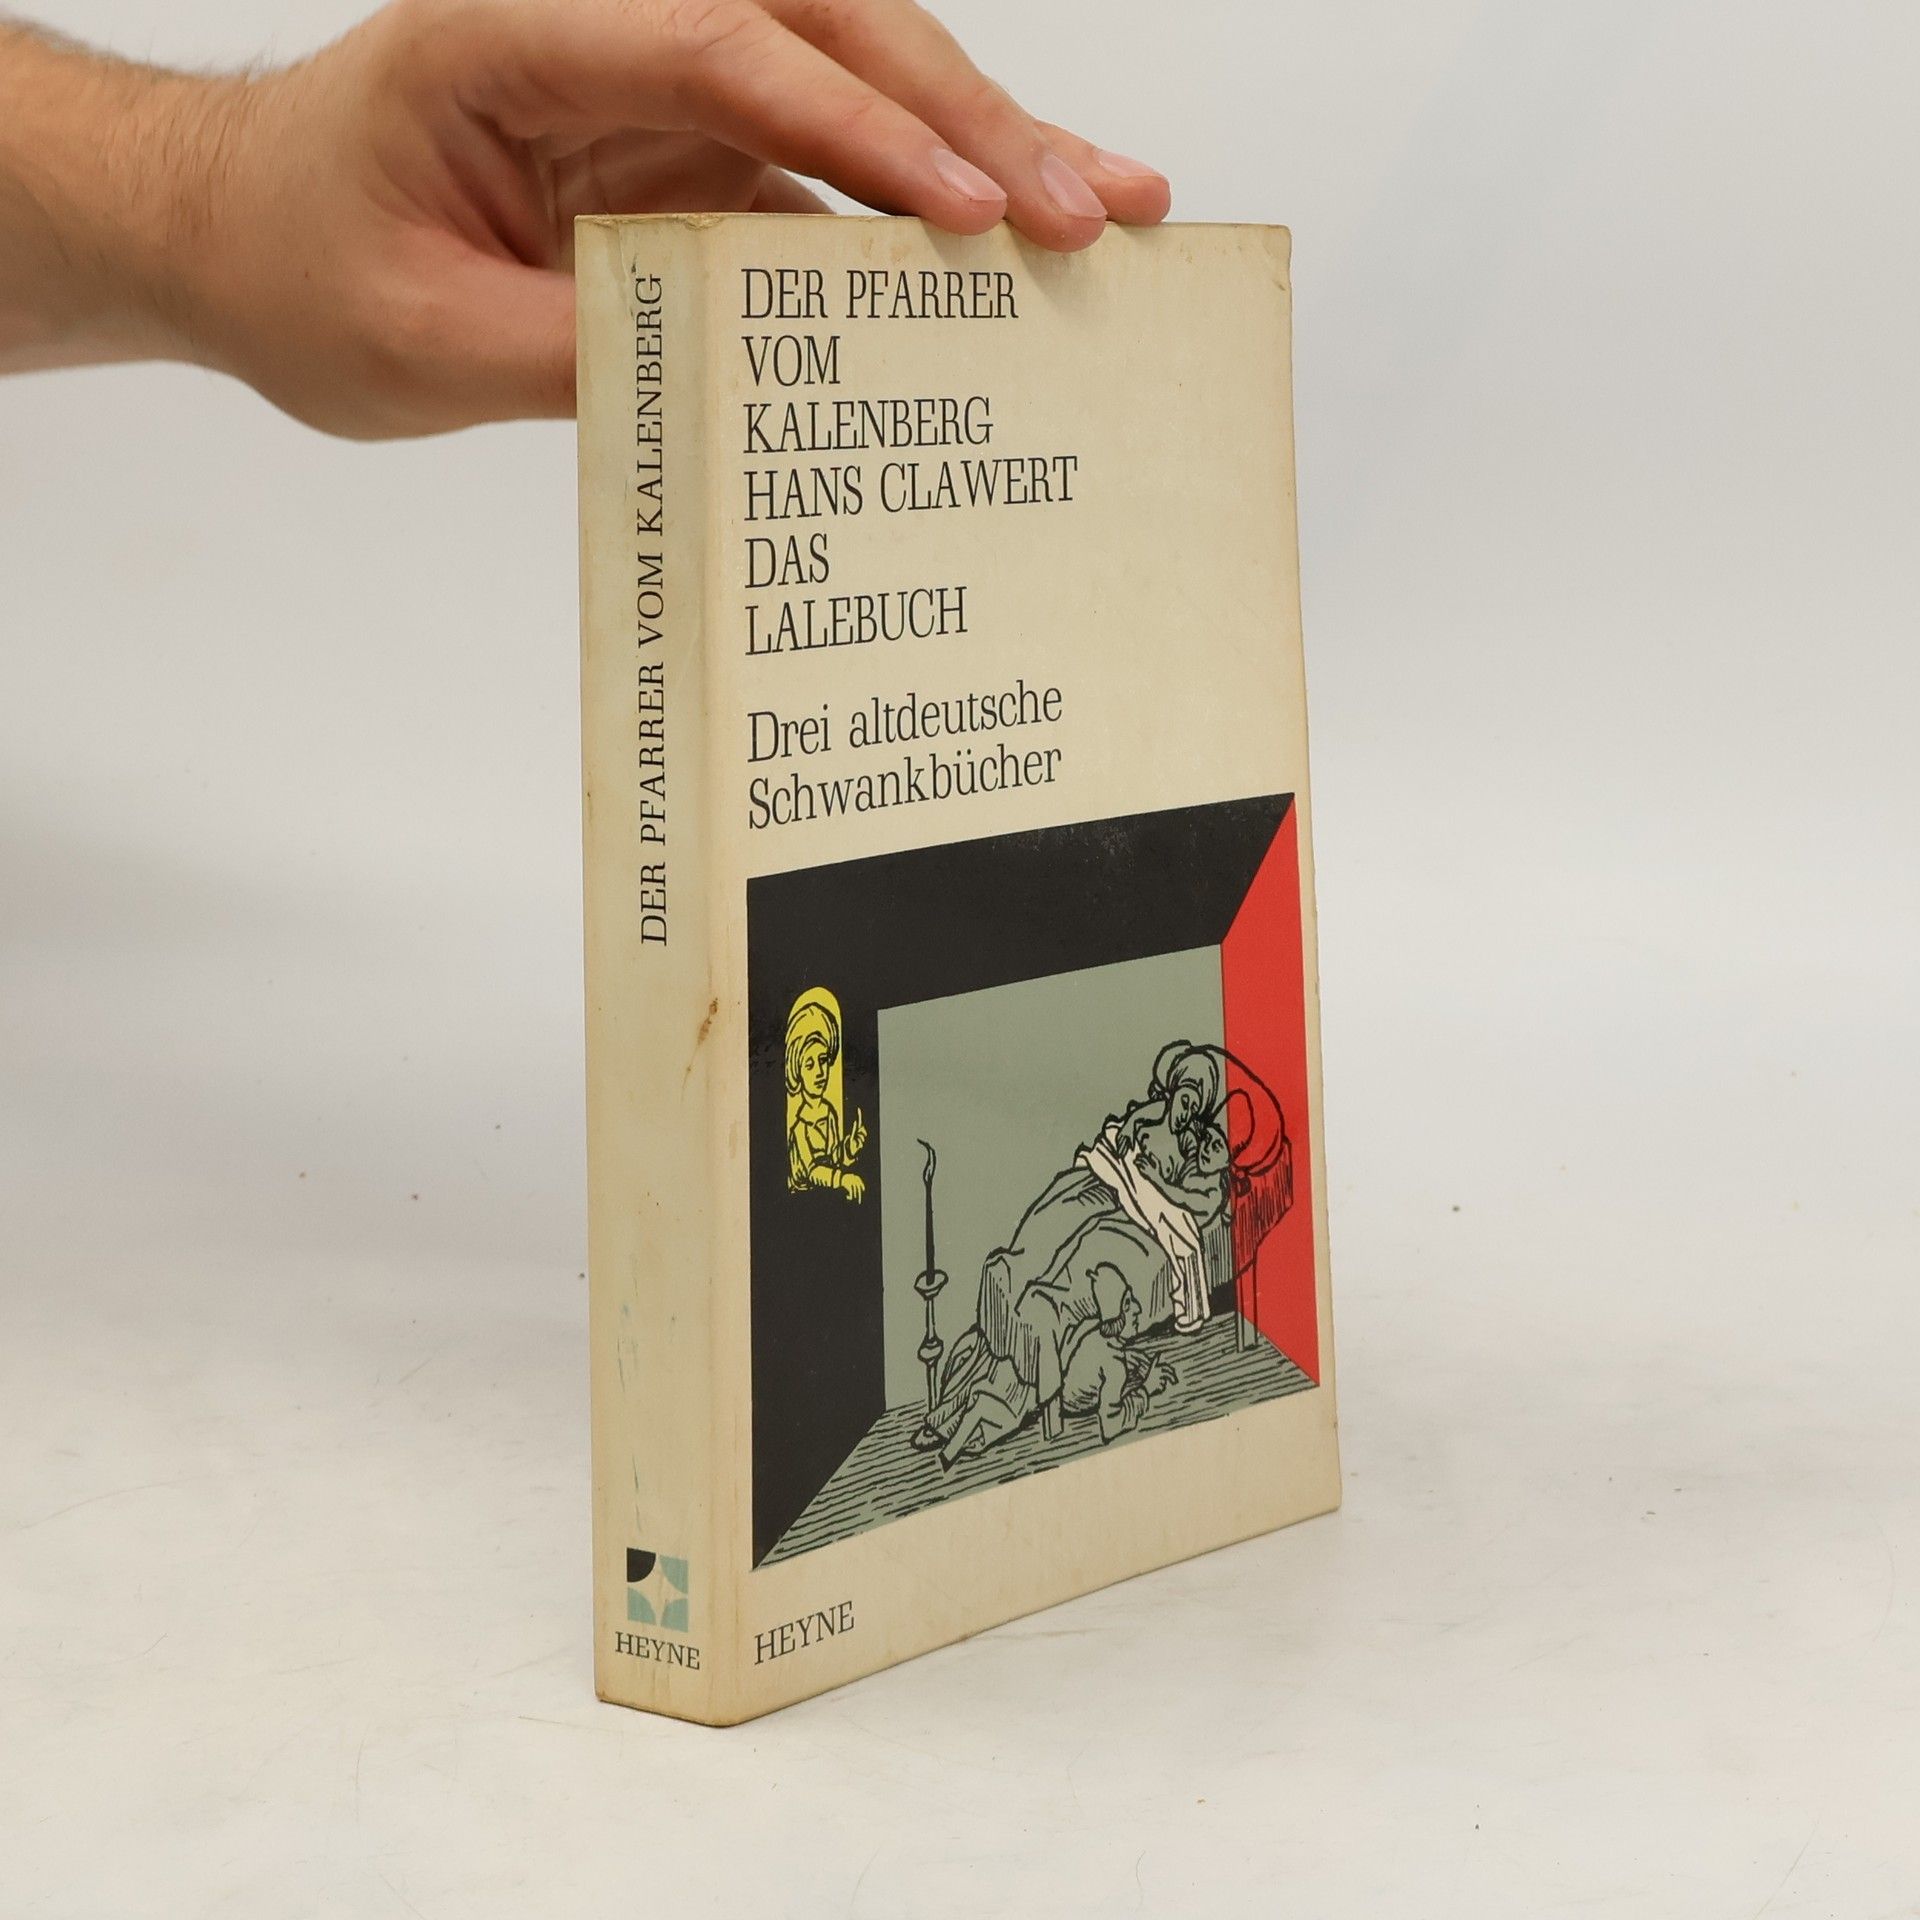 DER PFARRER VOM KALENBERG
HEYNE
DER PFARRER
VOM
KALENBERG
HANS CLAWERT
DAS
LALEBUCH
Drei altdeutsche
Schwankbücher
HEYNE